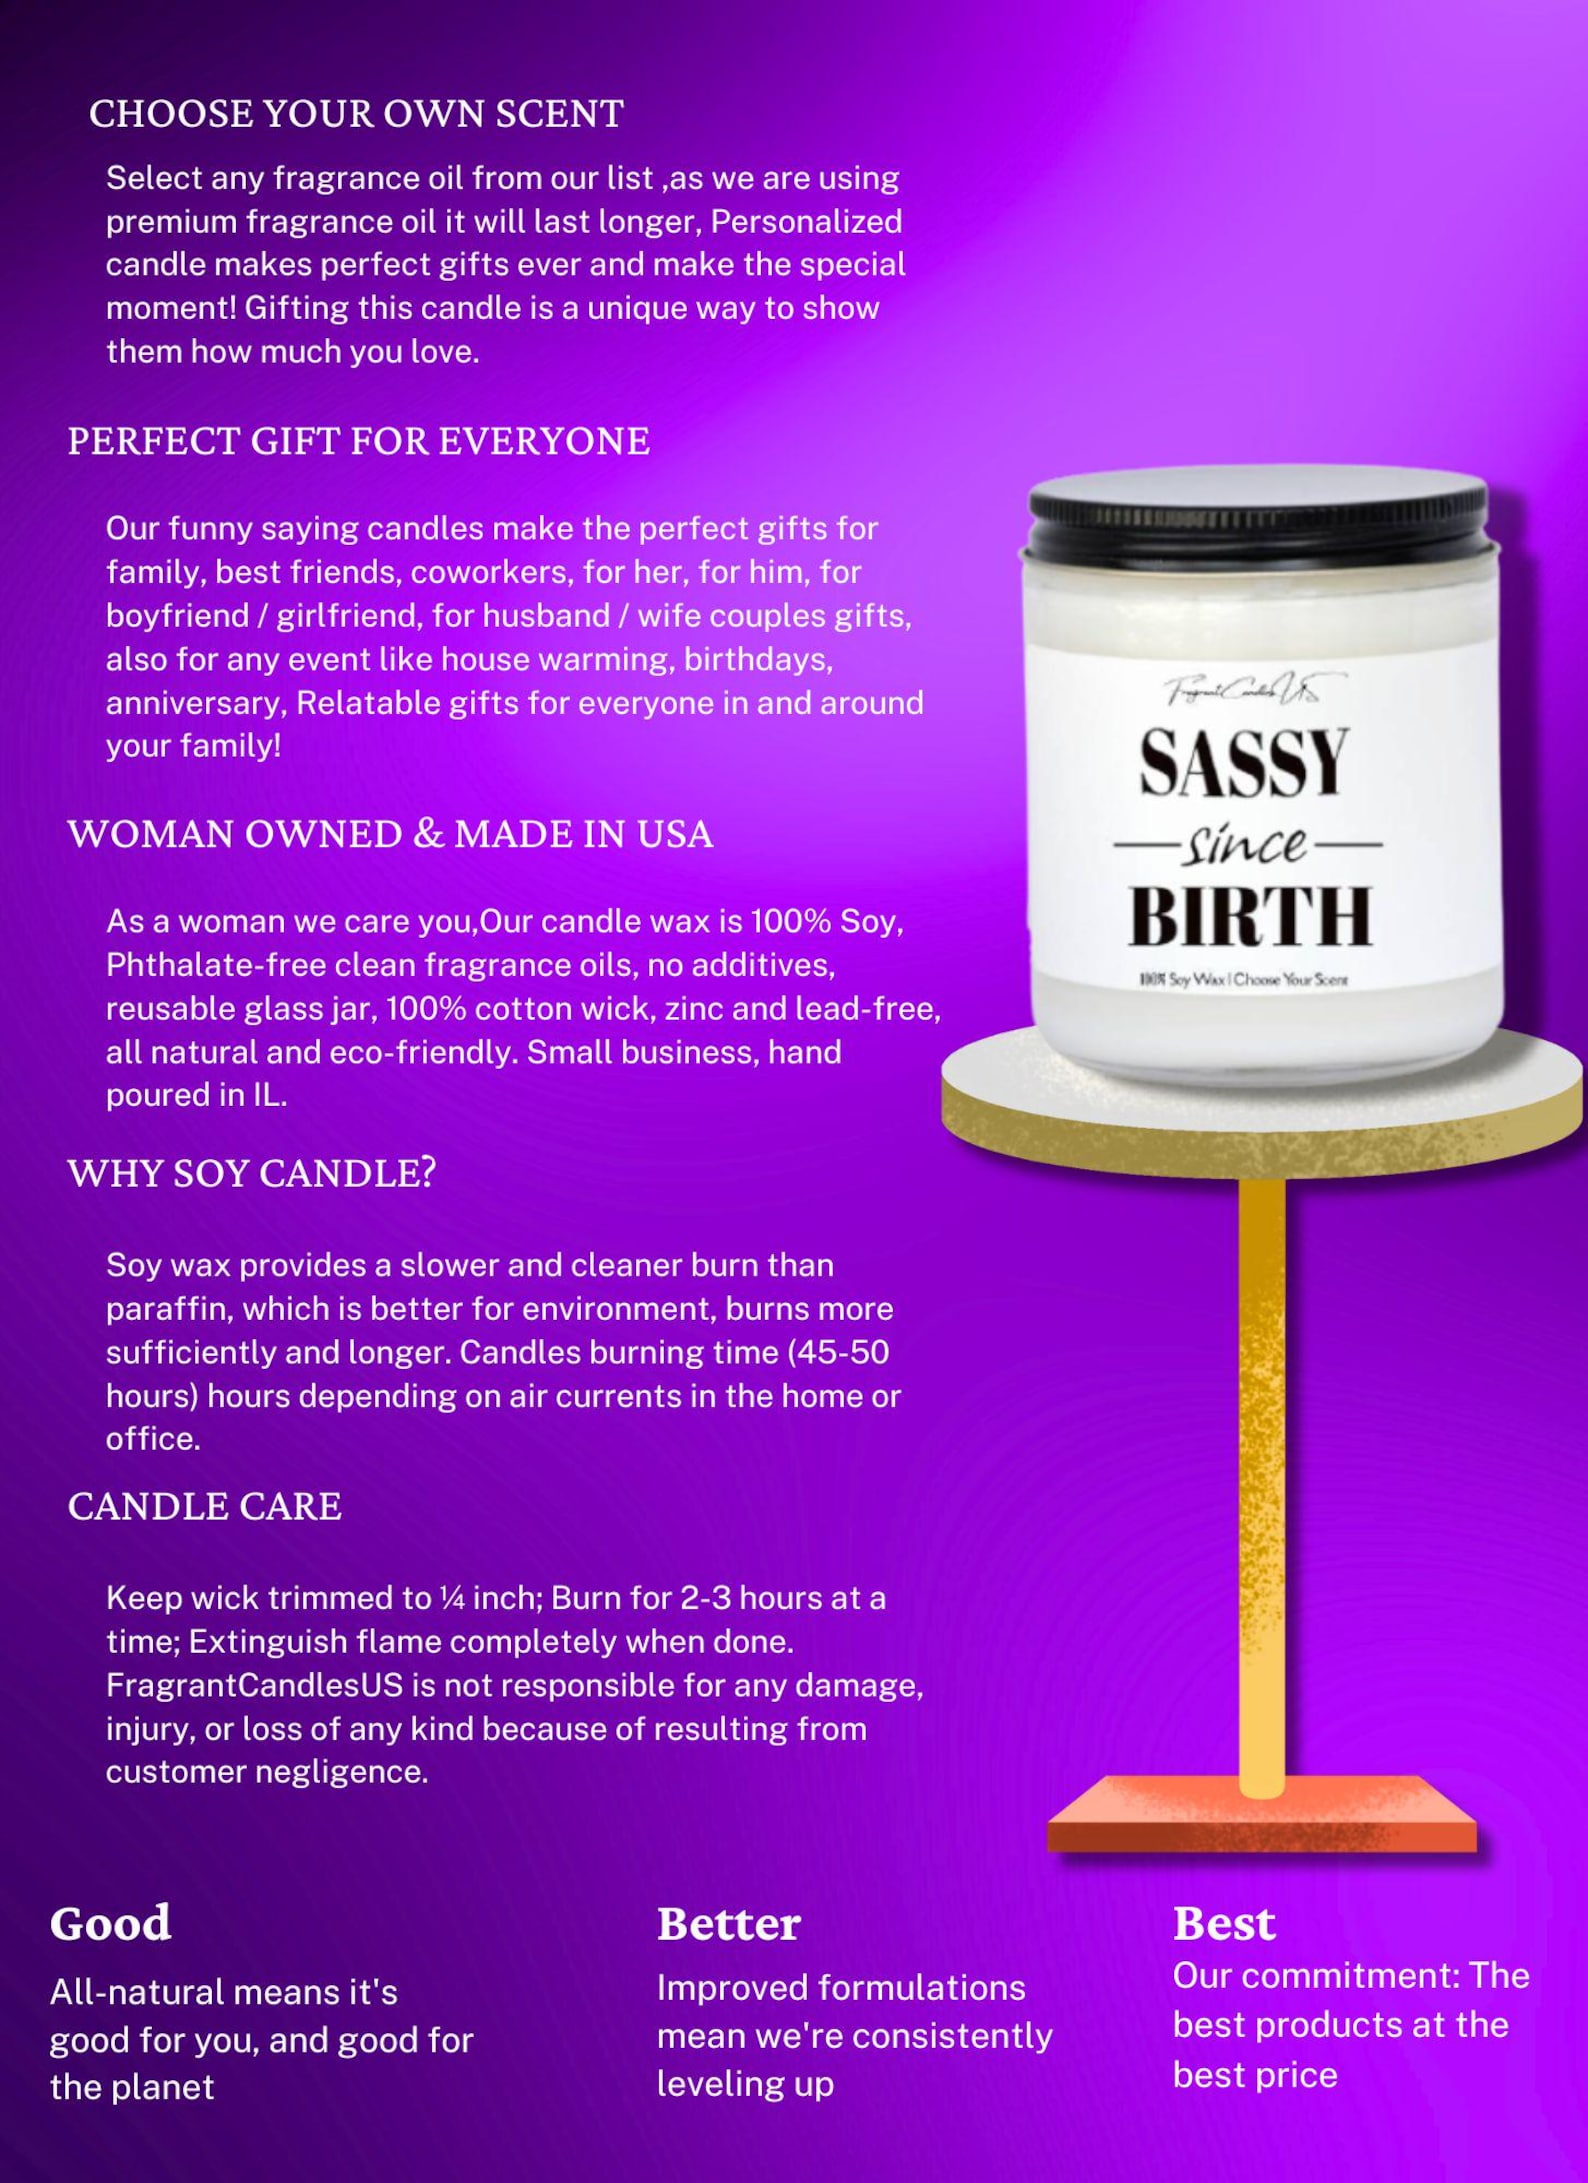 CHOOSE YOUR OWN SCENT
Select any fragrance oil from our list ,as we are using
premium fragrance oil it will last longer, Personalized
candle makes perfect gifts ever and make the special
moment! Gifting this candle is a unique way to show
them how much you love.
PERFECT GIFT FOR EVERYONE
Our funny saying candles make the perfect gifts for
family, best friends, coworkers, for her, for him, for
boyfriend / girlfriend, for husband / wife couples gifts,
also for any event like house warming, birthdays,
anniversary, Relatable gifts for everyone in and around
your family!
WOMAN OWNED & MADE IN USA
As a woman we care you,Our candle wax is 100% Soy,
Phthalate-free clean fragrance oils, no additives,
reusable glass jar, 100% cotton wick, zinc and lead-free,
all natural and eco-friendly. Small business, hand
poured in IL.
WHY SOY CANDLE?
Soy wax provides a slower and cleaner burn than
paraffin, which is better for environment, burns more
sufficiently and longer. Candles burning time (45-50
hours) hours depending on air currents in the home or
office.
CANDLE CARE
Keep wick trimmed to ¼ inch; Burn for 2-3 hours at a
time; Extinguish flame completely when done.
FragrantCandlesUS is not responsible for any damage,
injury, or loss of any kind because of resulting from
customer negligence.
FragrantCandlesUS
SASSY
since
BIRTH
100% Soy Wax | Choose Your Scent
Good
All-natural means it's
good for you, and good for
the planet
Better
Improved formulations
mean we're consistently
leveling up
Best
Our commitment: The
best products at the
best price